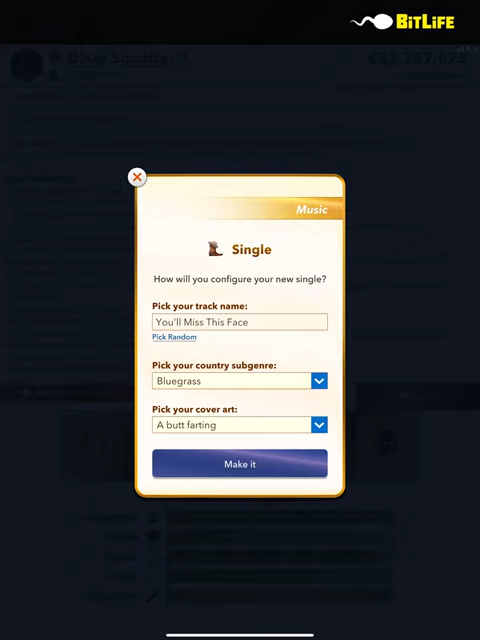 BitLife
Music
Single
How will you configure your new single?
Pick your track name:
You'll Miss This Face
Pick Random
Pick your country subgenre:
Bluegrass
Pick your cover art:
A butt farting
Make it